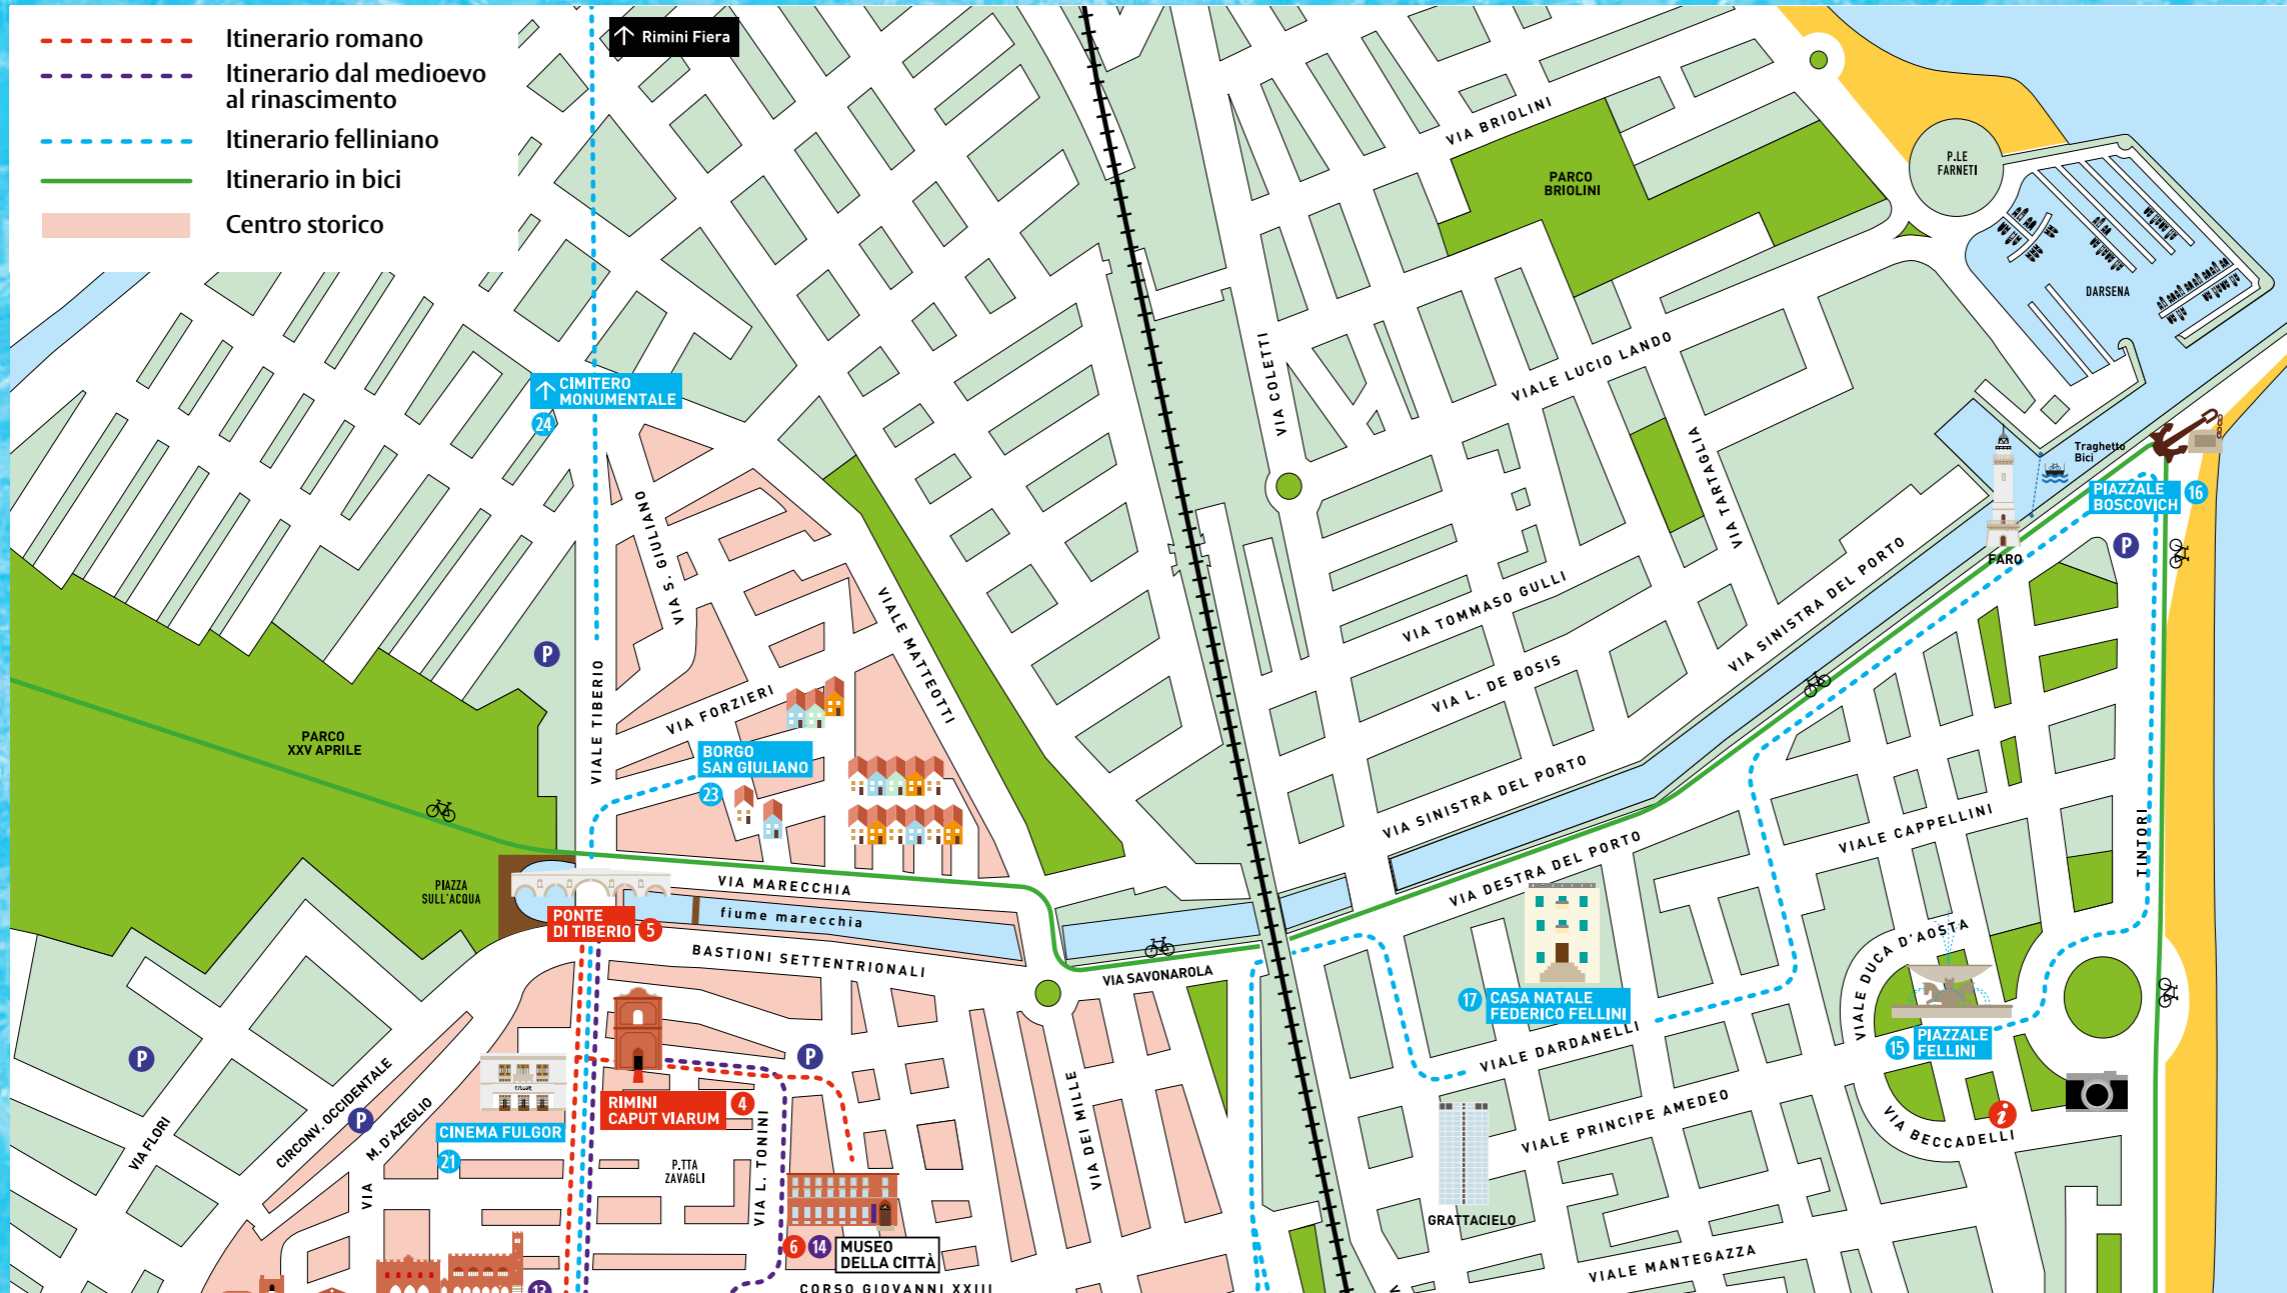 Itinerario romano
Itinerario dal medioevo
al rinascimento
Itinerario felliniano
Itinerario in bici
Centro storico
↑ Rimini Fiera
VIA BRIOLINI
PARCO
BRIOLINI
P.LE
FARNETI
DARSENA
VIA COLETTI
VIALE LUCIO LANDO
↑ CIMITERO
MONUMENTALE
24
VIA TARTAGLIA
Traghetto
Bici
PIAZZALE
BOSCOVICH
16
P
FARO
VIA S. GIULIANO
VIALE MATTEOTTI
VIA TOMMASO GULLI
VIA SINISTRA DEL PORTO
VIA L. DE BOSIS
P
VIALE TIBERIO
VIA FORZIERI
PARCO
XXV APRILE
BORGO
SAN GIULIANO
23
VIA SINISTRA DEL PORTO
VIALE CAPPELLINI
TINTORI
VIA DESTRA DEL PORTO
PIAZZA
SULL'ACQUA
VIA MARECCHIA
fiume marecchia
PONTE
DI TIBERIO
5
BASTIONI SETTENTRIONALI
VIA SAVONAROLA
VIALE DUCA D'AOSTA
17
CASA NATALE
FEDERICO FELLINI
VIALE DARDANELLI
15
PIAZZALE
FELLINI
P
P
FULGOR
RIMINI
CAPUT VIARUM
4
CINEMA FULGOR
21
VIA FLORI
CIRCONV. OCCIDENTALE
P
VIA
M. D'AZEGLIO
P.TTA
ZAVAGLI
VIA L. TONINI
VIA DEI MILLE
VIALE PRINCIPE AMEDEO
VIA BECCADELLI
i
GRATTACIELO
6
14
MUSEO
DELLA CITTÀ
VIALE MANTEGAZZA
CORSO GIOVANNI XXIII
13
V